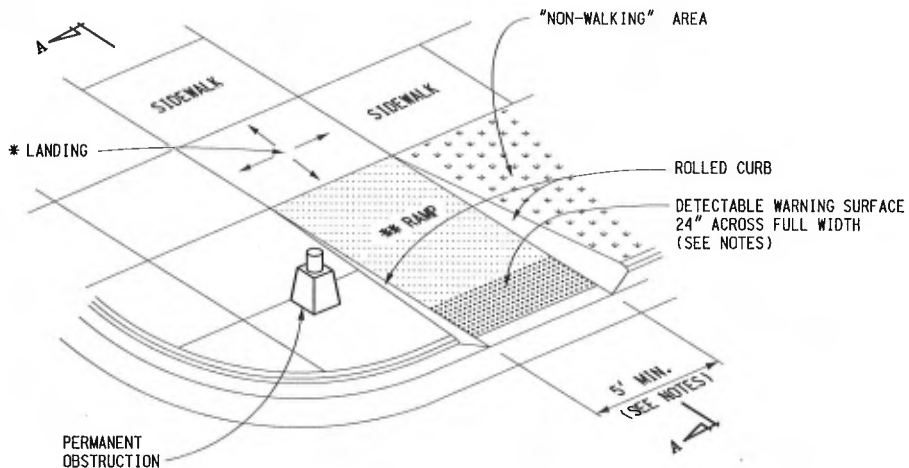 "NON-WALKING" AREA
A
SIDEWALK
SIDEWALK
* LANDING
ROLLED CURB
** RAMP
DETECTABLE WARNING SURFACE
24" ACROSS FULL WIDTH
(SEE NOTES)
5' MIN.
(SEE NOTES)
A
PERMANENT
OBSTRUCTION